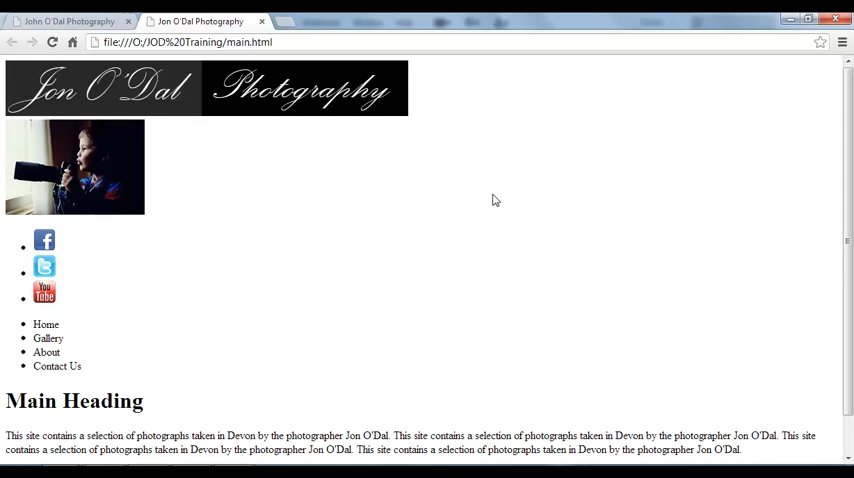 John O'Dal Photography
Jon O'Dal Photography
file:///O:/JOD%20Training/main.html
Jon O'Dal Photography
f
t
You
Tube
Home
Gallery
About
Contact Us
Main Heading
This site contains a selection of photographs taken in Devon by the photographer Jon O'Dal. This site contains a selection of photographs taken in Devon by the photographer Jon O'Dal. This site
contains a selection of photographs taken in Devon by the photographer Jon O'Dal. This site contains a selection of photographs taken in Devon by the photographer Jon O'Dal.